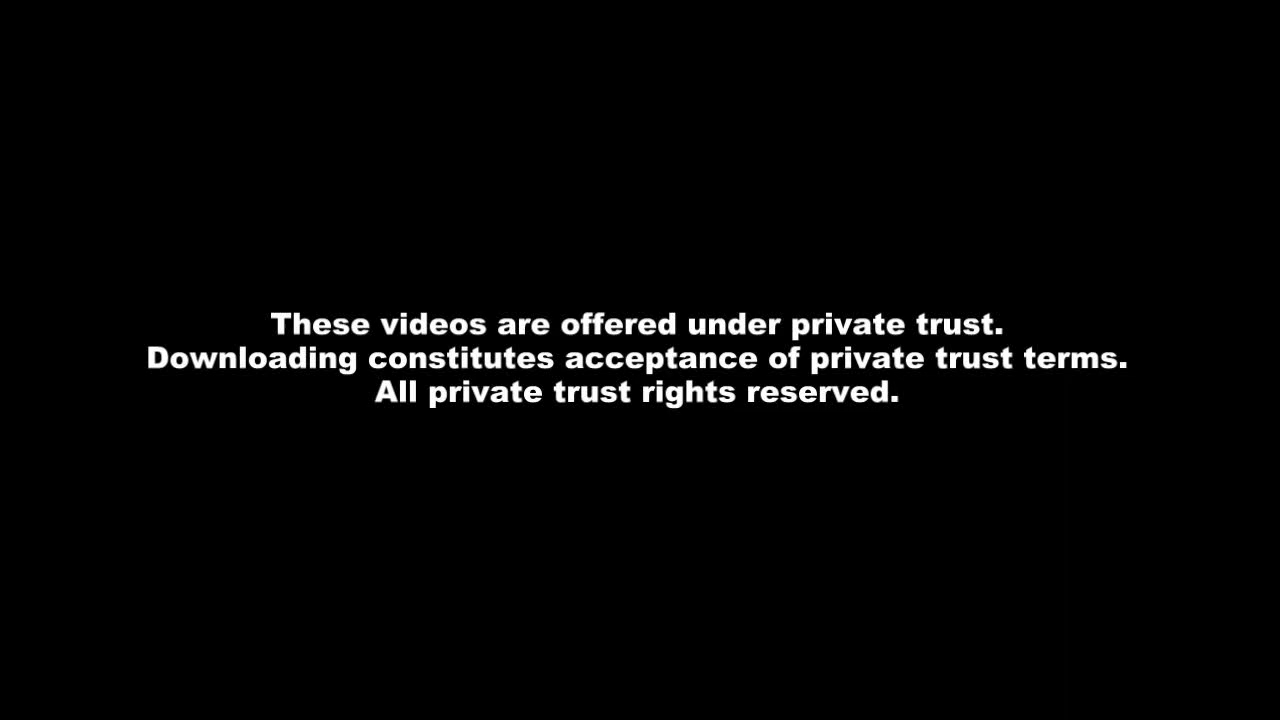 These videos are offered under private trust.
Downloading constitutes acceptance of private trust terms.
All private trust rights reserved.